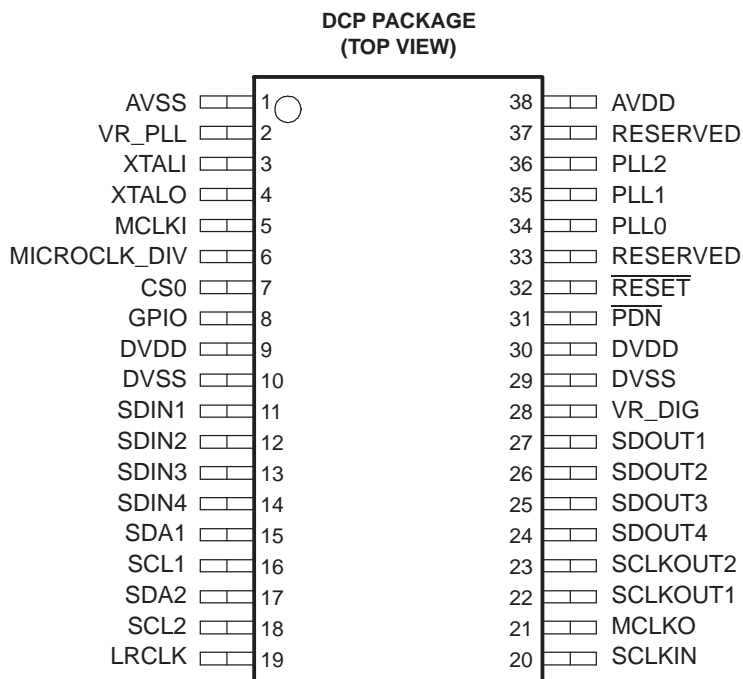 DCP PACKAGE
(TOP VIEW)
AVSS 1 38 AVDD
VR_PLL 2 37 RESERVED
XTALI 3 36 PLL2
XTALO 4 35 PLL1
MCLKI 5 34 PLL0
MICROCLK_DIV 6 33 RESERVED
CS0 7 32 RESET
GPIO 8 31 PDN
DVDD 9 30 DVDD
DVSS 10 29 DVSS
SDIN1 11 28 VR_DIG
SDIN2 12 27 SDOUT1
SDIN3 13 26 SDOUT2
SDIN4 14 25 SDOUT3
SDA1 15 24 SDOUT4
SCL1 16 23 SCLKOUT2
SDA2 17 22 SCLKOUT1
SCL2 18 21 MCLKO
LRCLK 19 20 SCLKIN